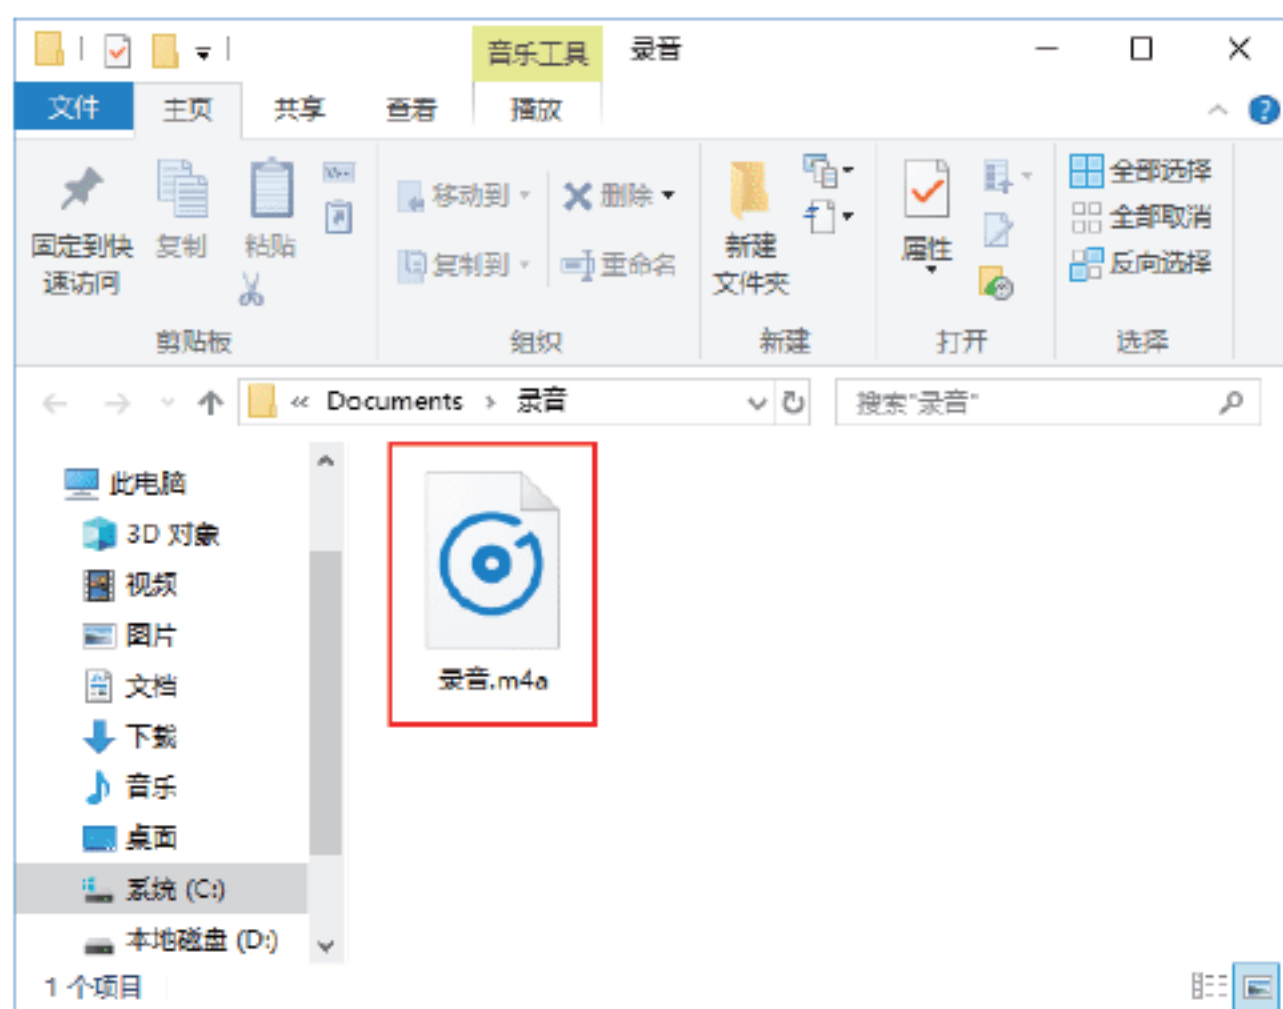 音乐工具 录音
文件 主页 共享 查看 播放
固定到快
速访问
复制
粘贴
移动到
复制到
删除
重命名
新建
文件夹
属性
全部选择
全部取消
反向选择
剪贴板 组织 新建 打开 选择
« Documents › 录音
搜索"录音"
此电脑
3D 对象
视频
图片
文档
下载
音乐
桌面
系统 (C:)
本地磁盘 (D:)
录音.m4a
1 个项目